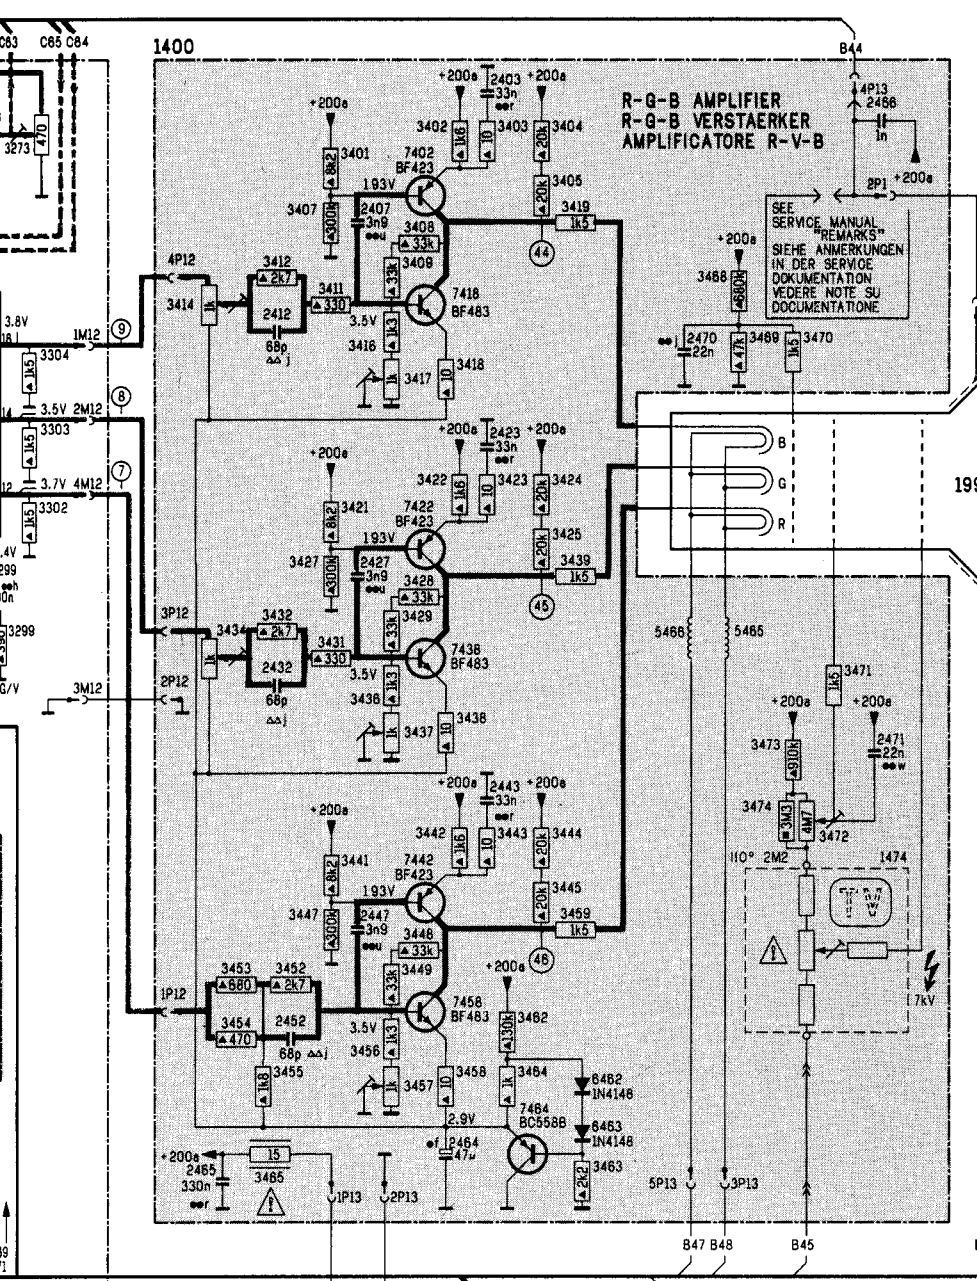 C63 C65 C64
1400
B44
470
3273
+200a
+200a 2403 +200a
33n
3402 1k6 10 3403 20k 3404
R-G-B AMPLIFIER
R-G-B VERSTAERKER
AMPLIFICATORE R-V-B
4P13
2466
1n
+200a
2P1
3401
8k2
7402
BF423
193V
3405
20k
3407
300k
2407
3n9
3419
1k5
3408
33k
3409
33k
44
SEE
SERVICE MANUAL
"REMARKS"
SIEHE ANMERKUNGEN
IN DER SERVICE
DOKUMENTATION
VEDERE NOTE SU
DOCUMENTATIONE
+200a
3468
680k
4P12
3412
2k7
3411
330
3414
1k
2412
68p
j
3.5V
7418
BF483
3416
1k3
3417
1k
3418
10
2470
22n
3469
47k
3470
1k5
3.8V
1M12
9
3304
1k5
3.5V 2M12
8
3303
1k5
3.7V 4M12
7
3302
1k5
+200a
+200a 2423 +200a
33n
3422 1k6 10 3423 20k 3424
3421
8k2
7422
BF423
193V
3425
20k
3427
300k
2427
3n9
3439
1k5
3428
33k
3429
33k
45
B
G
R
199
3P12
3434
1k
3432
2k7
3431
330
2432
68p
j
3.5V
7438
BF483
3436
1k3
3437
1k
3438
10
3299
G/V
3M12
2P12
5466
5465
3471
1k5
+200a
+200a
3473
910k
2471
22n
w
3474
3M3
4M7
3472
110° 2M2
1474
7kV
+200a
+200a 2443 +200a
33n
3442 1k6 10 3443 20k 3444
3441
8k2
7442
BF423
193V
3445
20k
3447
300k
2447
3n9
3459
1k5
3448
33k
3449
33k
46
1P12
3453
680
3452
2k7
3454
470
2452
68p
j
3455
1k8
3.5V
7458
BF483
3456
1k3
3457
1k
3458
10
+200a
3462
130k
3464
1k
6462
1N4148
7464
BC558B
6463
1N4148
3463
2k2
2.9V
2464
47µ
+200a
2465
330n
15
3465
1P13
2P13
5P13
3P13
B47 B48
B45